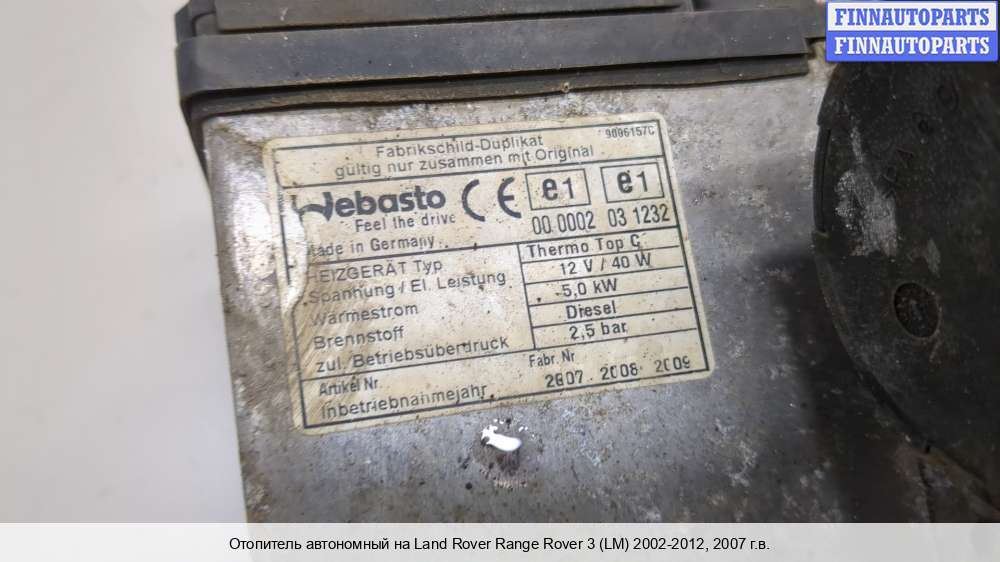 FINNAUTOPARTS
FINNAUTOPARTS
Fabrikschild-Duplikat 9086157C
gültig nur zusammen mit Original
Webasto CE e1 e1
Feel the drive 00 0002 03 1232
Made in Germany
HEIZGERÄT Typ Thermo Top C
Spannung / El. Leistung 12 V / 40 W
Wärmestrom 5,0 kW
Brennstoff Diesel
zul. Betriebsüberdruck 2,5 bar
Artikel Nr. Fabr. Nr
Inbetriebnahmejahr 2007 2008 2009
Отопитель автономный на Land Rover Range Rover 3 (LM) 2002-2012, 2007 г.в.